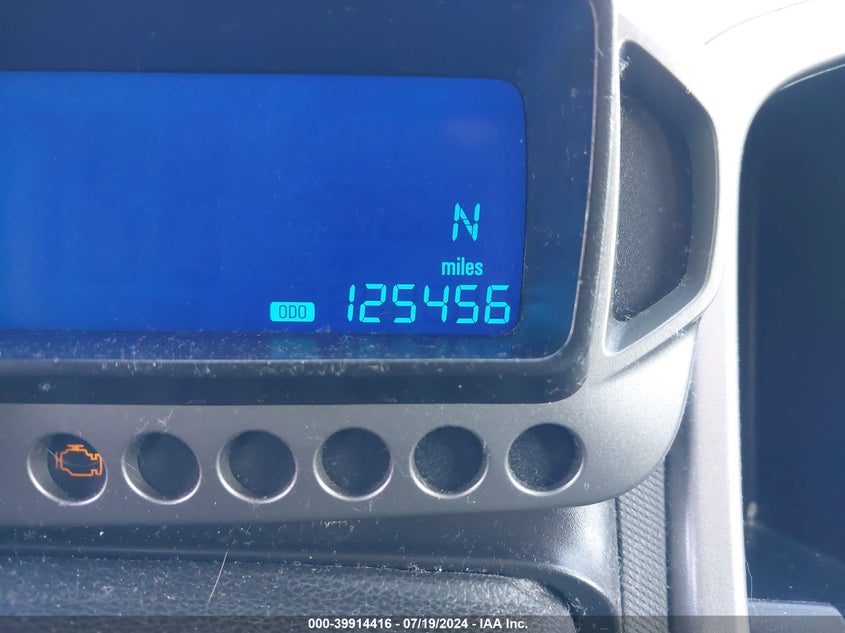 N
miles
ODO 125456
000-39914416 - 07/19/2024 - IAA Inc.